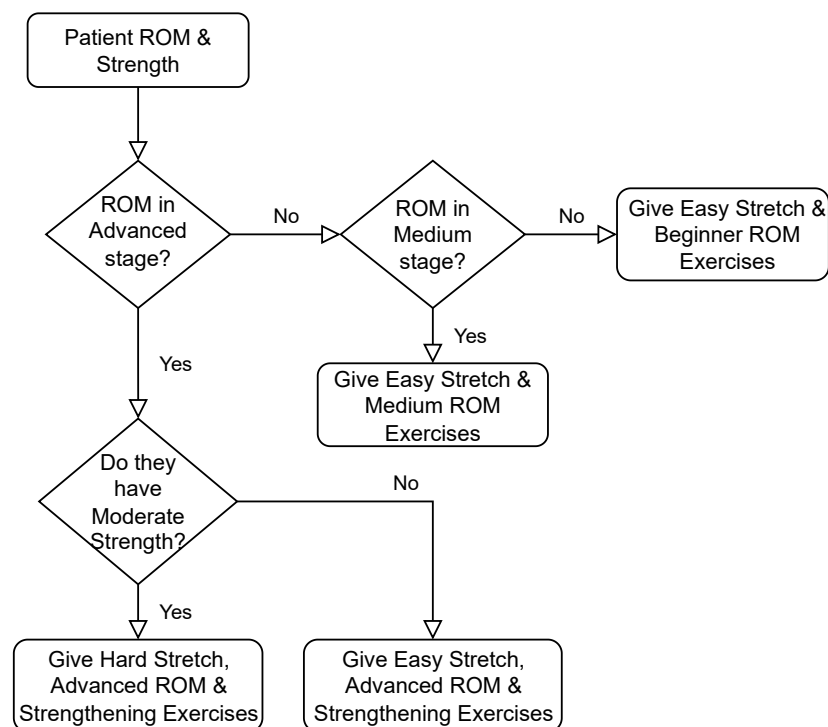 Patient ROM &
Strength
ROM in
Advanced
stage?
No
ROM in
Medium
stage?
No
Give Easy Stretch &
Beginner ROM
Exercises
Yes
Give Easy Stretch &
Medium ROM
Exercises
Yes
Do they
have
Moderate
Strength?
No
Yes
Give Hard Stretch,
Advanced ROM &
Strengthening Exercises
Give Easy Stretch,
Advanced ROM &
Strengthening Exercises